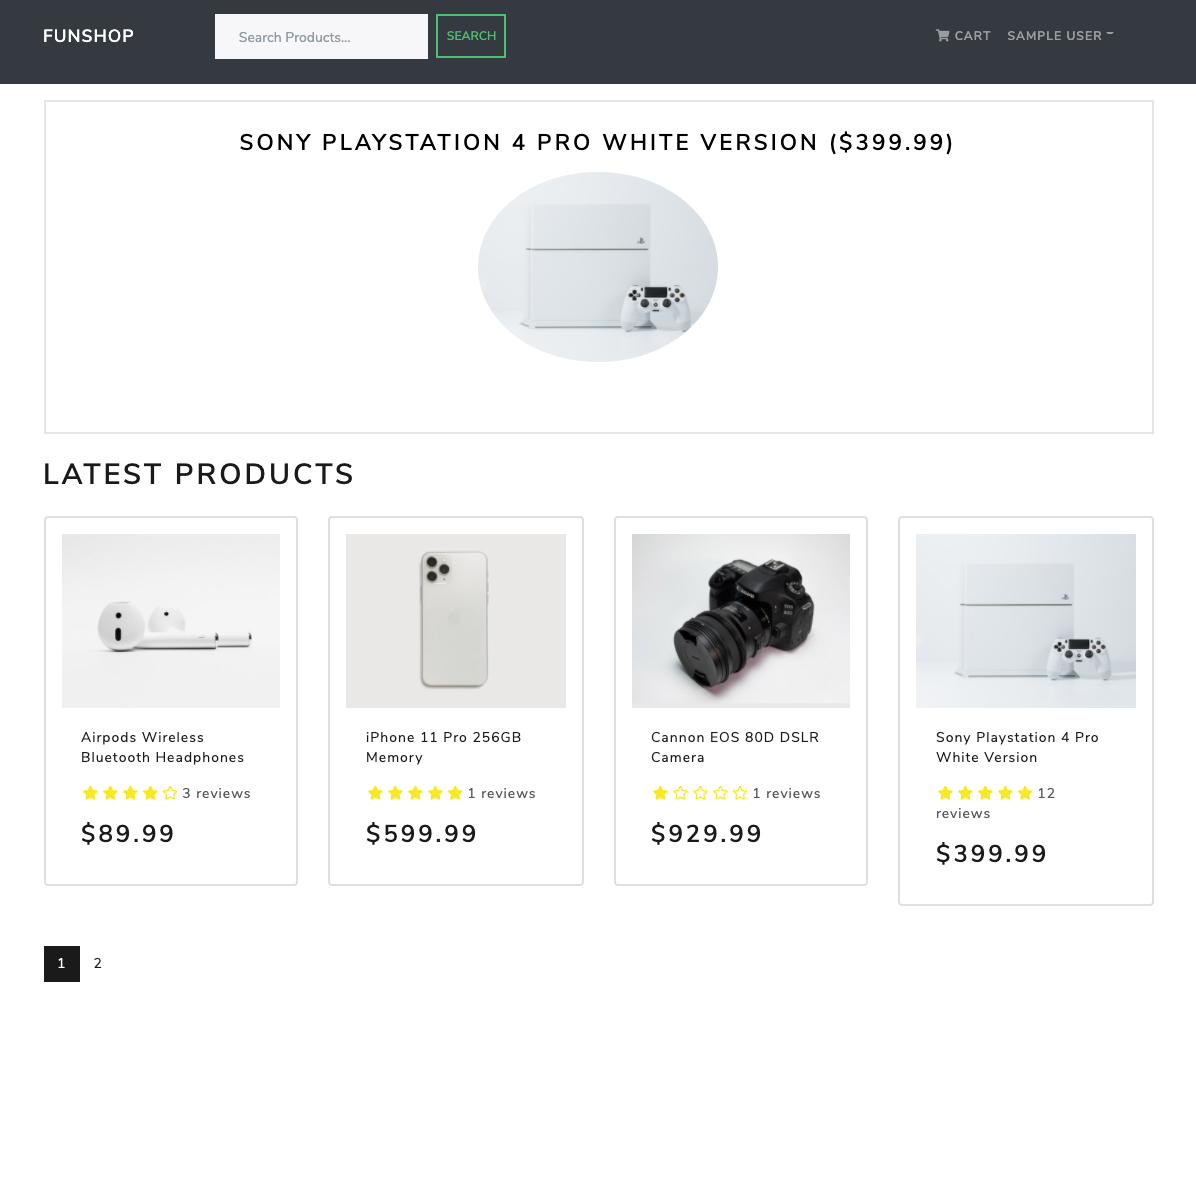 FUNSHOP
Search Products...
SEARCH
CART
SAMPLE USER
SONY PLAYSTATION 4 PRO WHITE VERSION ($399.99)
LATEST PRODUCTS
Airpods Wireless
Bluetooth Headphones
3 reviews
$89.99
iPhone 11 Pro 256GB
Memory
1 reviews
$599.99
Cannon EOS 80D DSLR
Camera
1 reviews
$929.99
Sony Playstation 4 Pro
White Version
12
reviews
$399.99
1
2